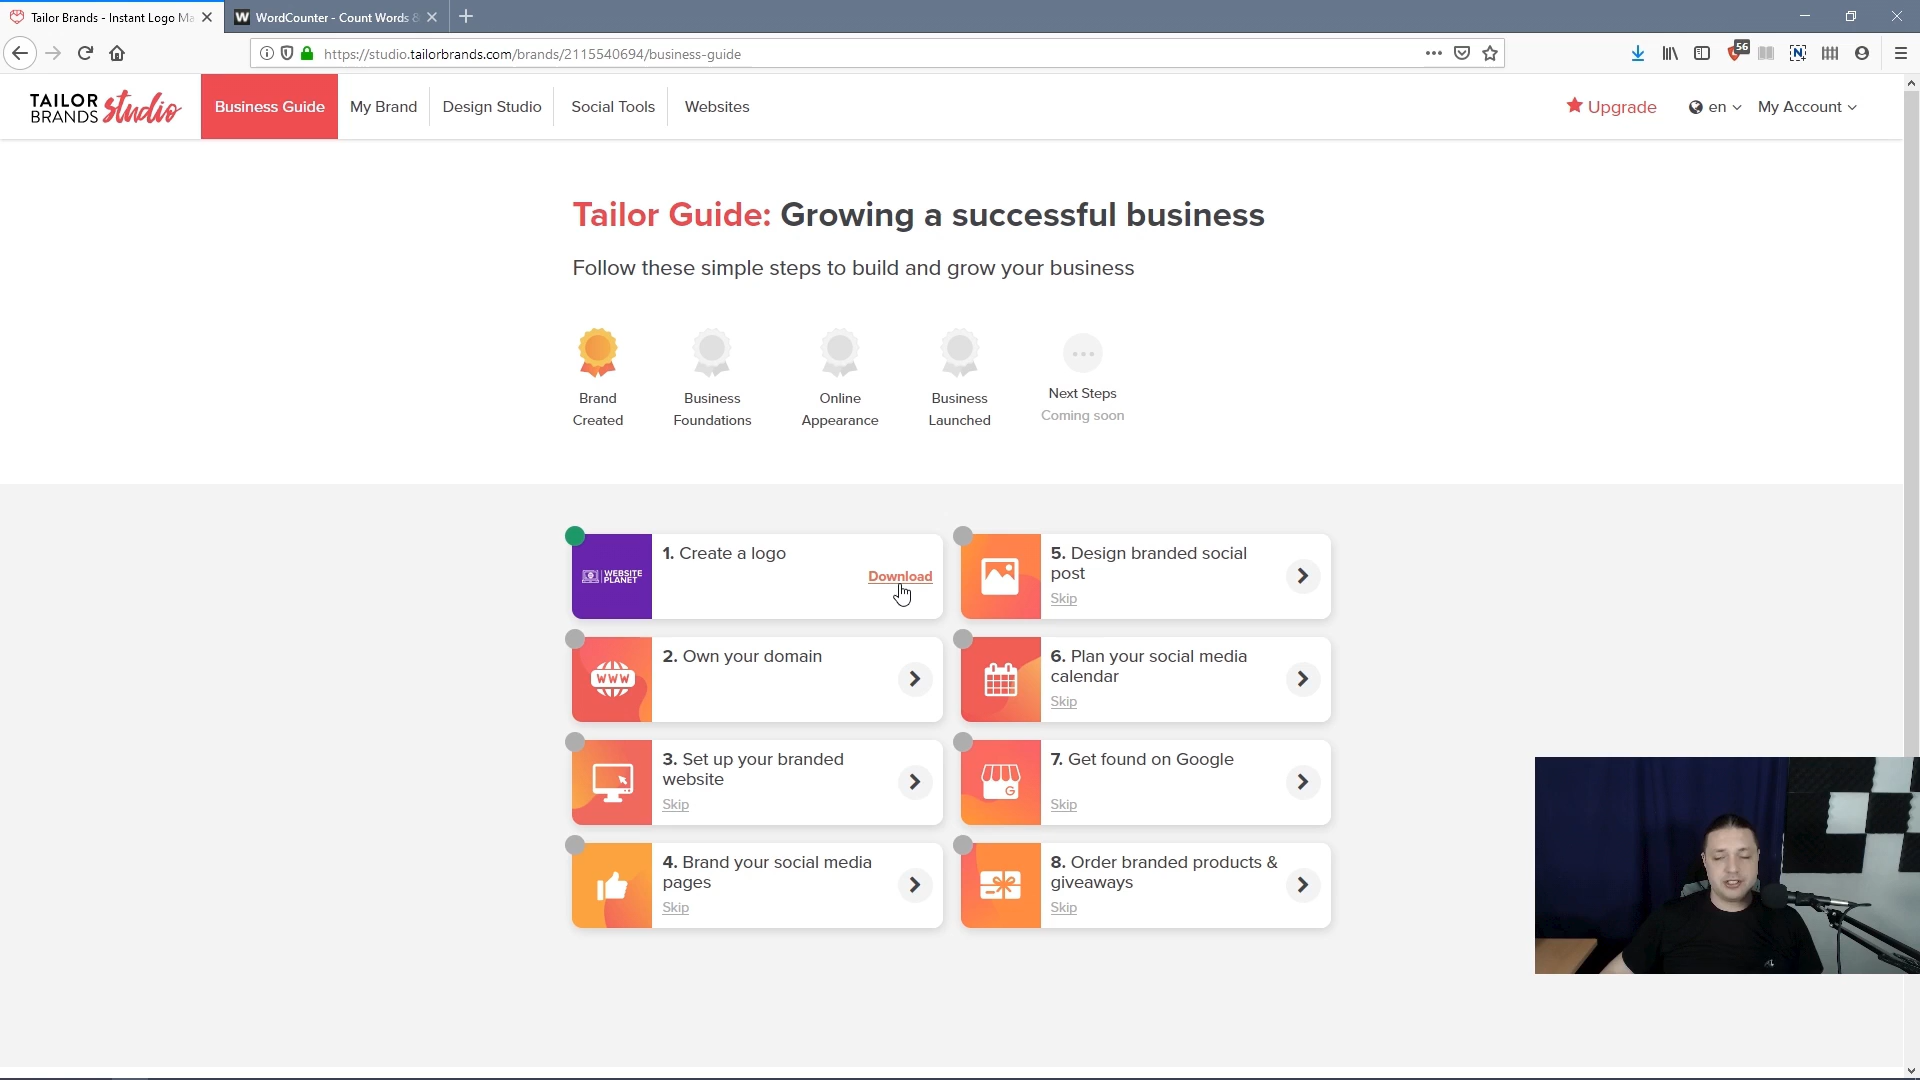 Tailor Brands - Instant Logo Ma
WordCounter - Count Words &
https://studio.tailorbrands.com/brands/2115540694/business-guide
56
TAILOR
BRANDS studio
Business Guide
My Brand
Design Studio
Social Tools
Websites
Upgrade
en
My Account
Tailor Guide: Growing a successful business
Follow these simple steps to build and grow your business
Brand
Created
Business
Foundations
Online
Appearance
Business
Launched
Next Steps
Coming soon
WEBSITE
PLANET
1. Create a logo
Download
WWW
2. Own your domain
3. Set up your branded
website
Skip
4. Brand your social media
pages
Skip
5. Design branded social
post
Skip
6. Plan your social media
calendar
Skip
G
7. Get found on Google
Skip
8. Order branded products &
giveaways
Skip